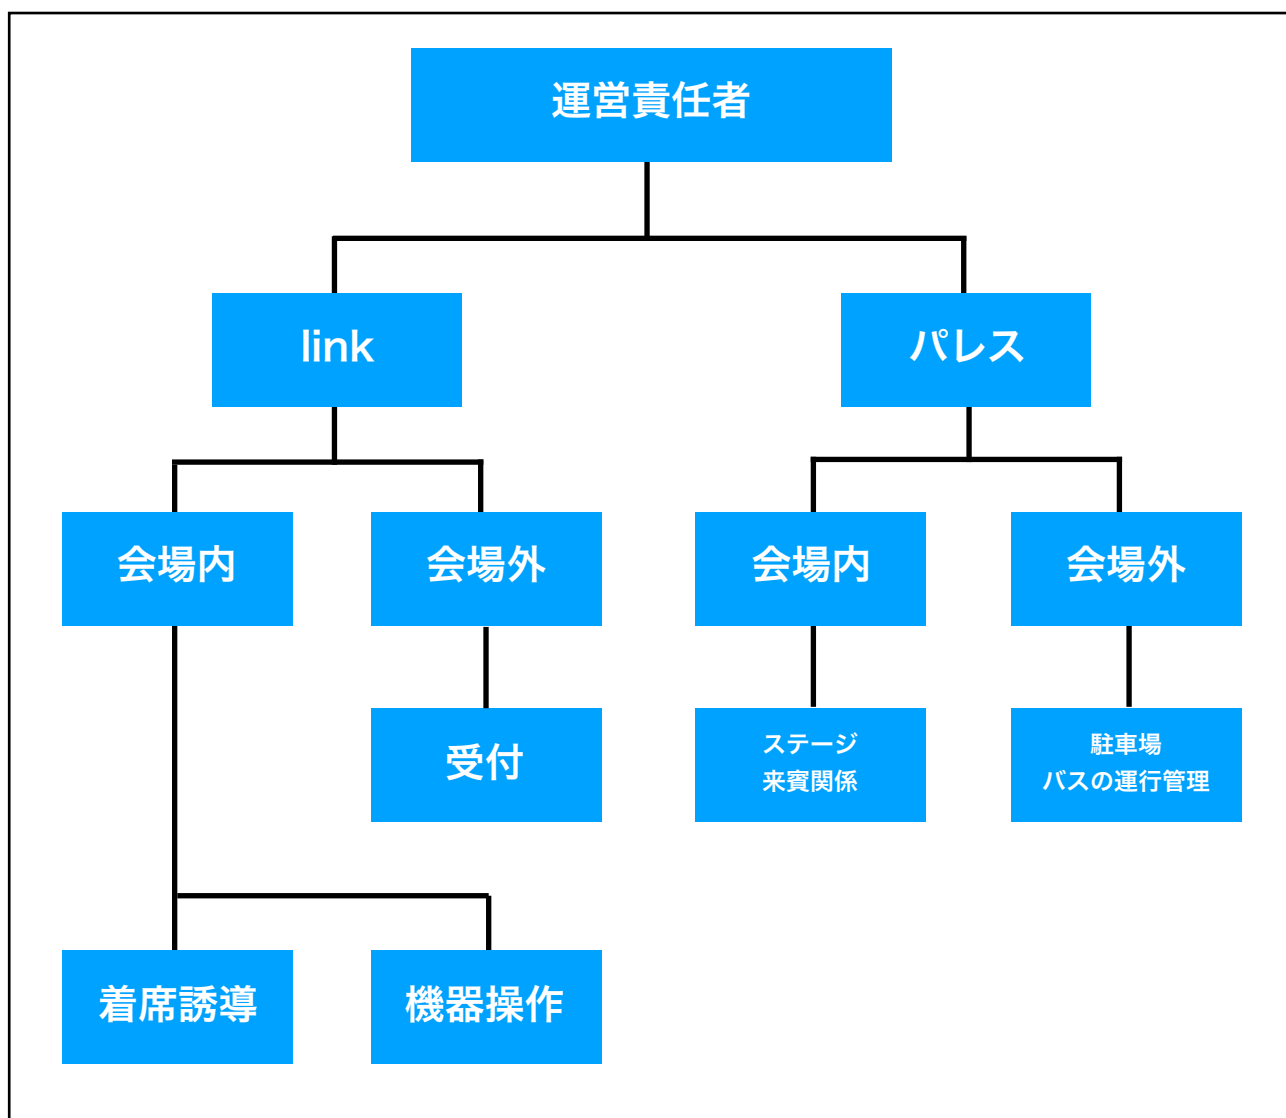 運営責任者
link
パレス
会場内
会場外
会場内
会場外
受付
ステージ
来賓関係
駐車場
バスの運行管理
着席誘導
機器操作